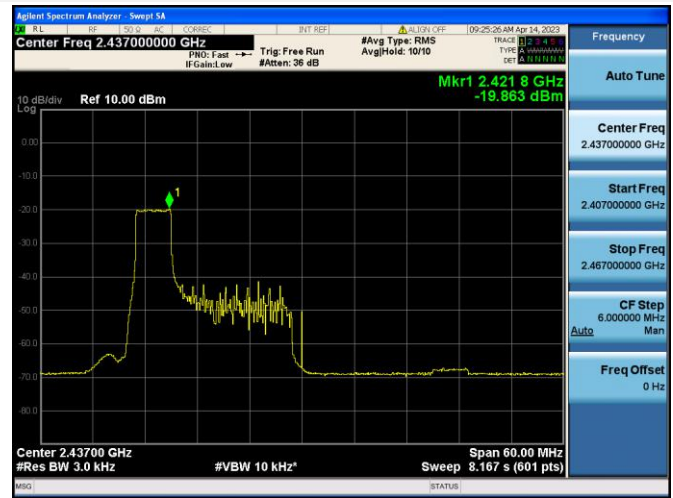 Agilent Spectrum Analyzer - Swept SA
RL RF 50 Ω AC CORREC INT REF ALIGN OFF 09:25:26 AM Apr 14, 2023
Center Freq 2.437000000 GHz
PNO: Fast
IFGain:Low
Trig: Free Run
#Atten: 36 dB
#Avg Type: RMS
Avg|Hold: 10/10
TRACE 1 2 3 4 5 6
TYPE A
DET A N N N N N
Mkr1 2.421 8 GHz
-19.863 dBm
10 dB/div Ref 10.00 dBm
Log
0.00
-10.0
-20.0
-30.0
-40.0
-50.0
-60.0
-70.0
-80.0
1
Center 2.43700 GHz
Span 60.00 MHz
#Res BW 3.0 kHz
#VBW 10 kHz*
Sweep 8.167 s (601 pts)
MSG
STATUS
Frequency
Auto Tune
Center Freq
2.437000000 GHz
Start Freq
2.407000000 GHz
Stop Freq
2.467000000 GHz
CF Step
6.000000 MHz
Auto Man
Freq Offset
0 Hz